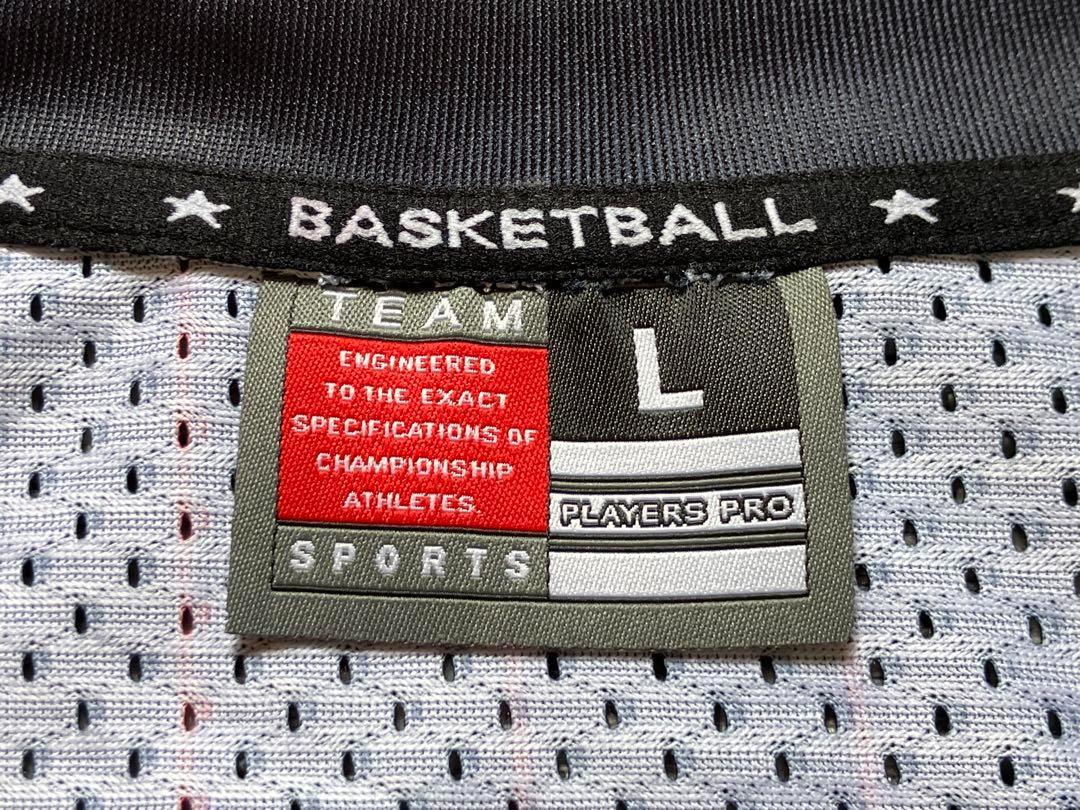 BASKETBALL
TEAM
ENGINEERED
TO THE EXACT
SPECIFICATIONS OF
CHAMPIONSHIP
ATHLETES.
SPORTS
L
PLAYERS PRO